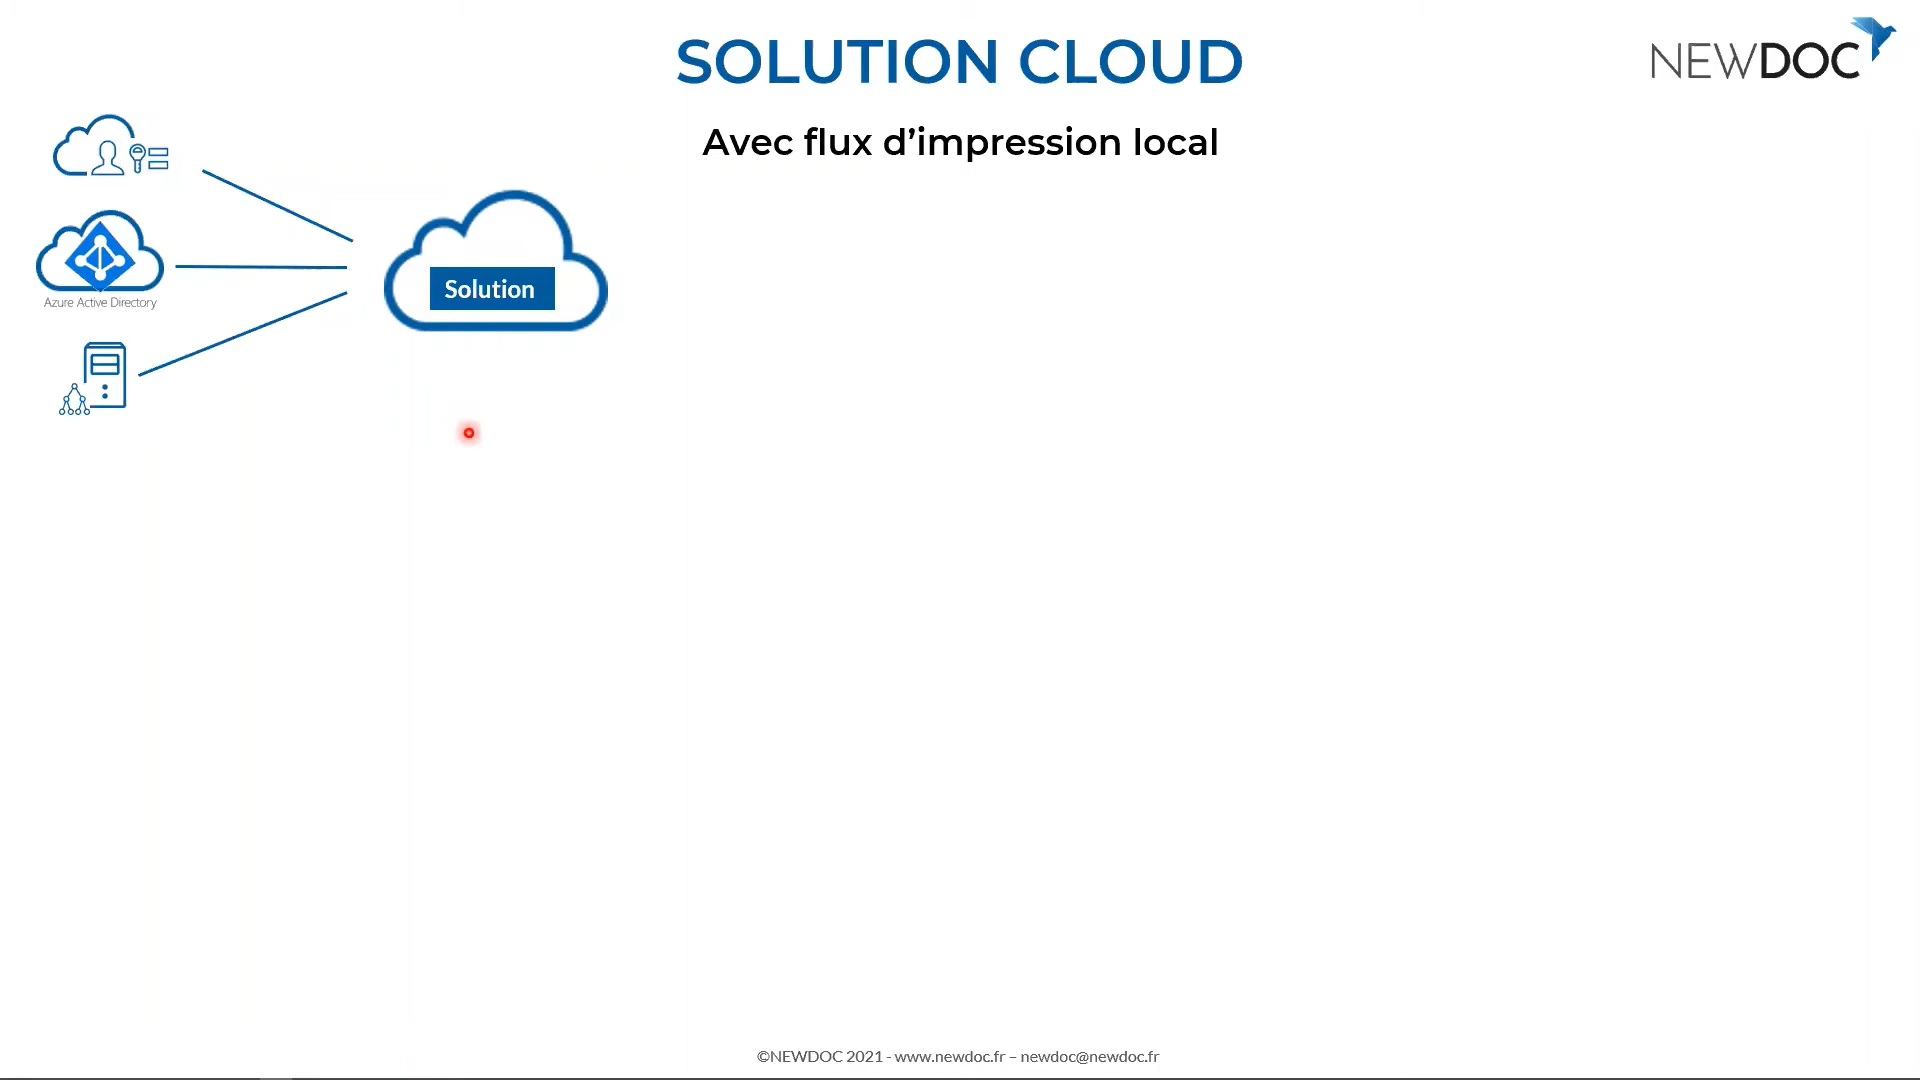 SOLUTION CLOUD
NEWDOC
Avec flux d’impression local
Solution
Azure Active Directory
©NEWDOC 2021 - www.newdoc.fr – newdoc@newdoc.fr